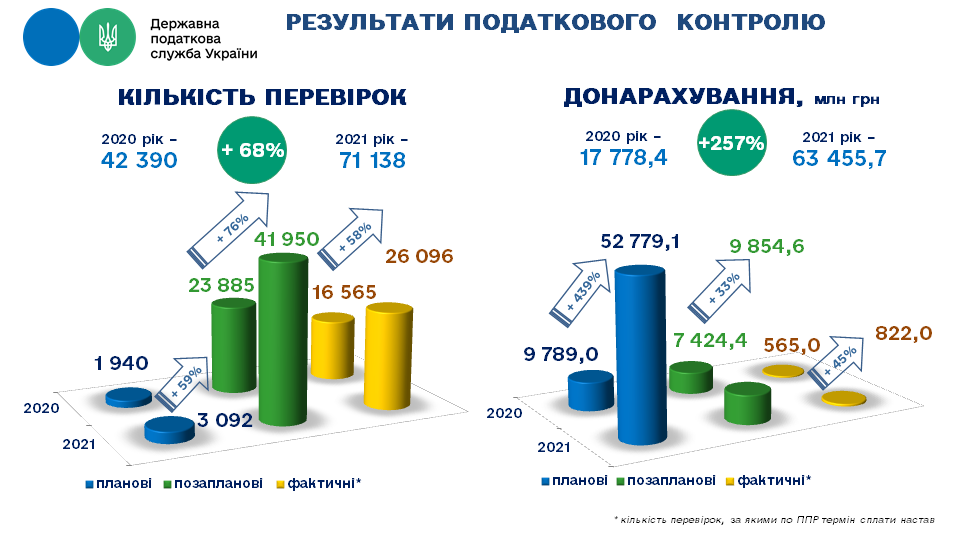 Державна
податкова
служба України
РЕЗУЛЬТАТИ ПОДАТКОВОГО КОНТРОЛЮ
КІЛЬКІСТЬ ПЕРЕВІРОК
2020 рік –
42 390
+ 68%
2021 рік –
71 138
+ 76%
41 950
+ 58%
26 096
23 885
16 565
1 940
+ 59%
3 092
2020
2021
планові позапланові фактичні*
ДОНАРАХУВАННЯ, млн грн
2020 рік –
17 778,4
+257%
2021 рік –
63 455,7
52 779,1
9 854,6
+ 439%
+ 33%
9 789,0
7 424,4
565,0
822,0
+ 45%
2020
2021
планові позапланові фактичні*
* кількість перевірок, за якими по ППР термін сплати настав